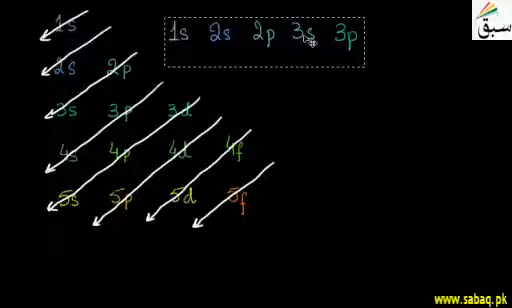 1s 2s 2p 3s 3p
1s
2s 2p
3s 3p 3d
4s 4p 4d 4f
5s 5p 5d 5f
سبق
www.sabaq.pk